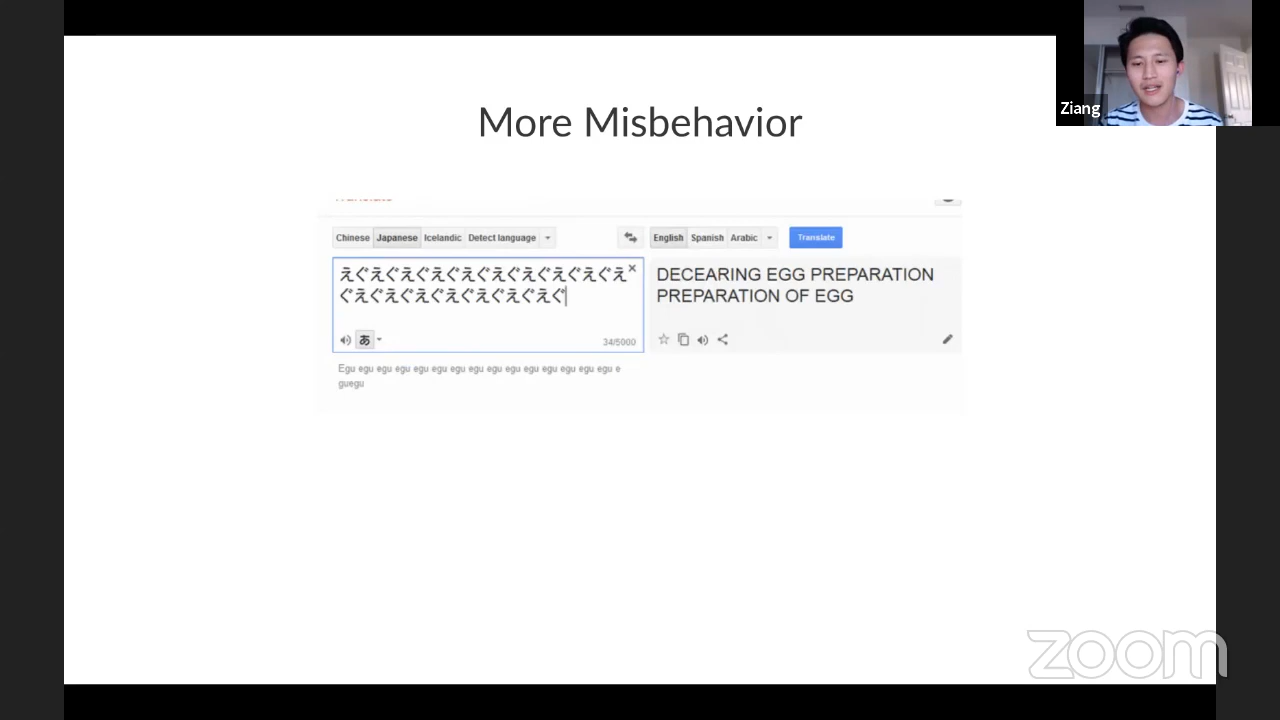 Ziang
More Misbehavior
Chinese Japanese Icelandic Detect language
English Spanish Arabic
Translate
えぐえぐえぐえぐえぐえぐえぐえぐえぐえ
ぐえぐえぐえぐえぐえぐえぐえぐ
あ
34/5000
DECEARING EGG PREPARATION
PREPARATION OF EGG
Egu egu egu egu egu egu egu egu egu egu egu egu egu egu egu e
guegu
zoom